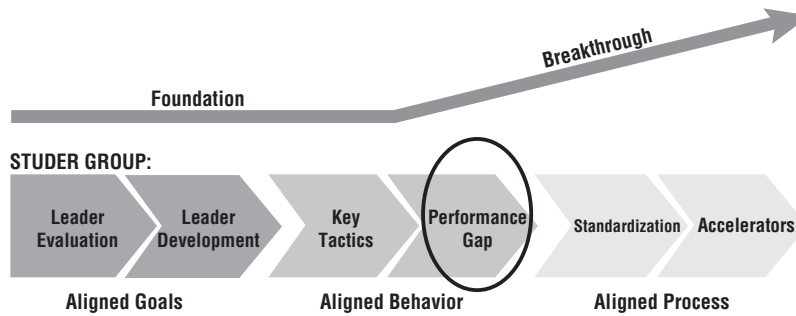 Breakthrough
Foundation
STUDER GROUP:
Leader
Evaluation
Leader
Development
Key
Tactics
Performance
Gap
Standardization
Accelerators
Aligned Goals
Aligned Behavior
Aligned Process